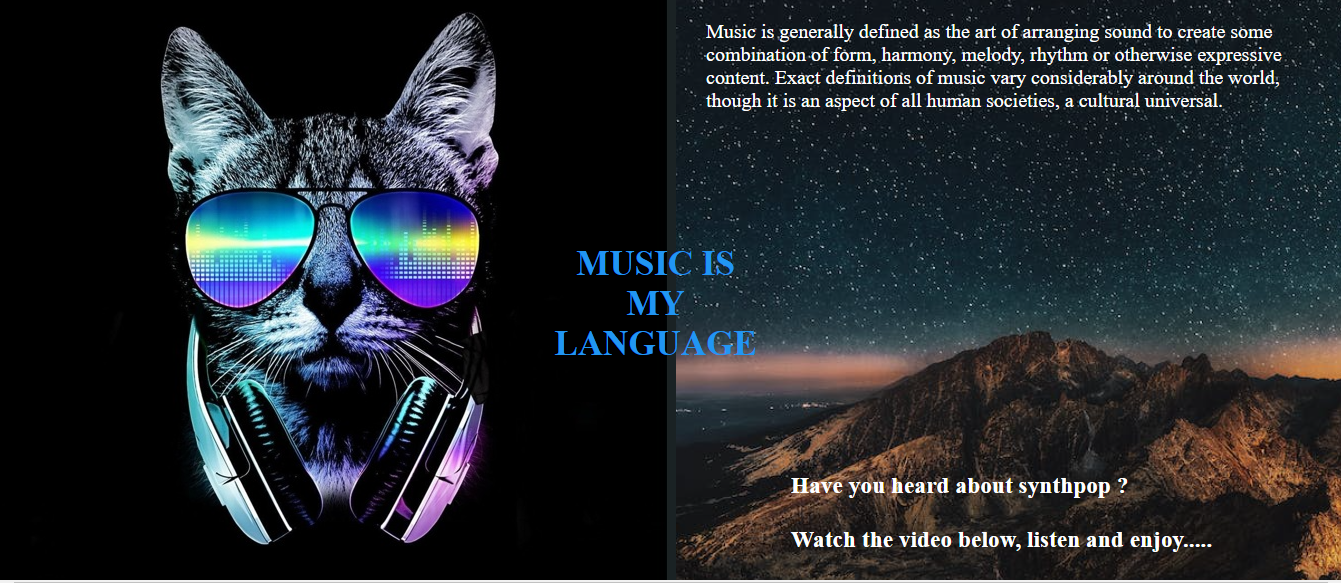 Music is generally defined as the art of arranging sound to create some
combination of form, harmony, melody, rhythm or otherwise expressive
content. Exact definitions of music vary considerably around the world,
though it is an aspect of all human societies, a cultural universal.
MUSIC IS
MY
LANGUAGE
Have you heard about synthpop ?
Watch the video below, listen and enjoy.....